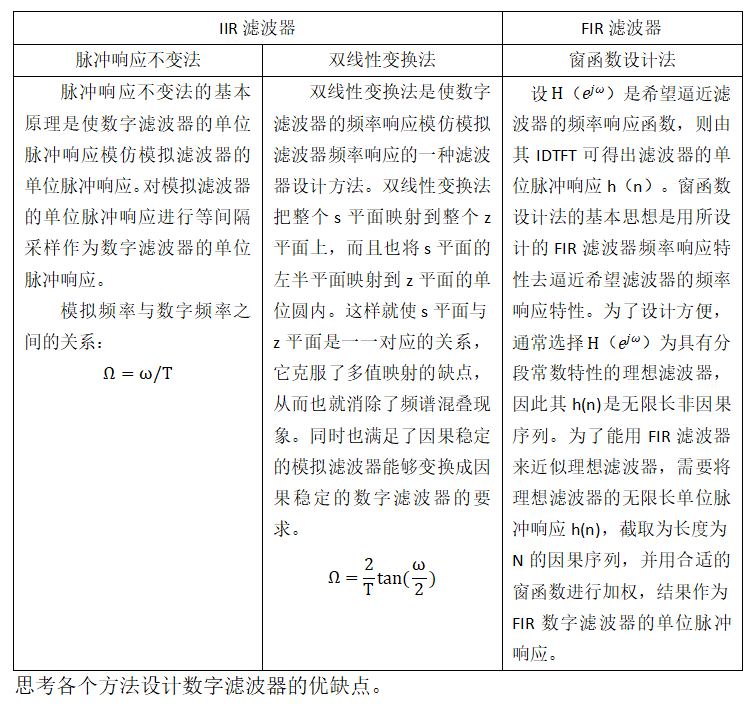 IIR 滤波器
FIR 滤波器
脉冲响应不变法
双线性变换法
窗函数设计法
脉冲响应不变法的基本
原理是使数字滤波器的单位
脉冲响应模仿模拟滤波器的
单位脉冲响应。对模拟滤波器
的单位脉冲响应进行等间隔
采样作为数字滤波器的单位
脉冲响应。
模拟频率与数字频率之
间的关系：
Ω = ω/T
双线性变换法是使数字
滤波器的频率响应模仿模拟
滤波器频率响应的一种滤波
器设计方法。双线性变换法
把整个 s 平面映射到整个 z
平面上，而且也将 s 平面的
左半平面映射到 z 平面的单
位圆内。这样就使 s 平面与
z 平面是一一对应的关系，
它克服了多值映射的缺点，
从而也就消除了频谱混叠现
象。同时也满足了因果稳定
的模拟滤波器能够变换成因
果稳定的数字滤波器的要
求。
Ω = 2/T tan(ω/2)
设 H（e^{jω}）是希望逼近滤
波器的频率响应函数，则由
其 IDTFT 可得出滤波器的单
位脉冲响应 h（n）。窗函数
设计法的基本思想是用所设
计的 FIR 滤波器频率响应特
性去逼近希望滤波器的频率
响应特性。为了设计方便，
通常选择 H（e^{jω}）为具有分
段常数特性的理想滤波器，
因此其 h(n)是无限长非因果
序列。为了能用 FIR 滤波器
来近似理想滤波器，需要将
理想滤波器的无限长单位脉
冲响应 h(n)，截取为长度为
N 的因果序列，并用合适的
窗函数进行加权，结果作为
FIR 数字滤波器的单位脉冲
响应。
思考各个方法设计数字滤波器的优缺点。